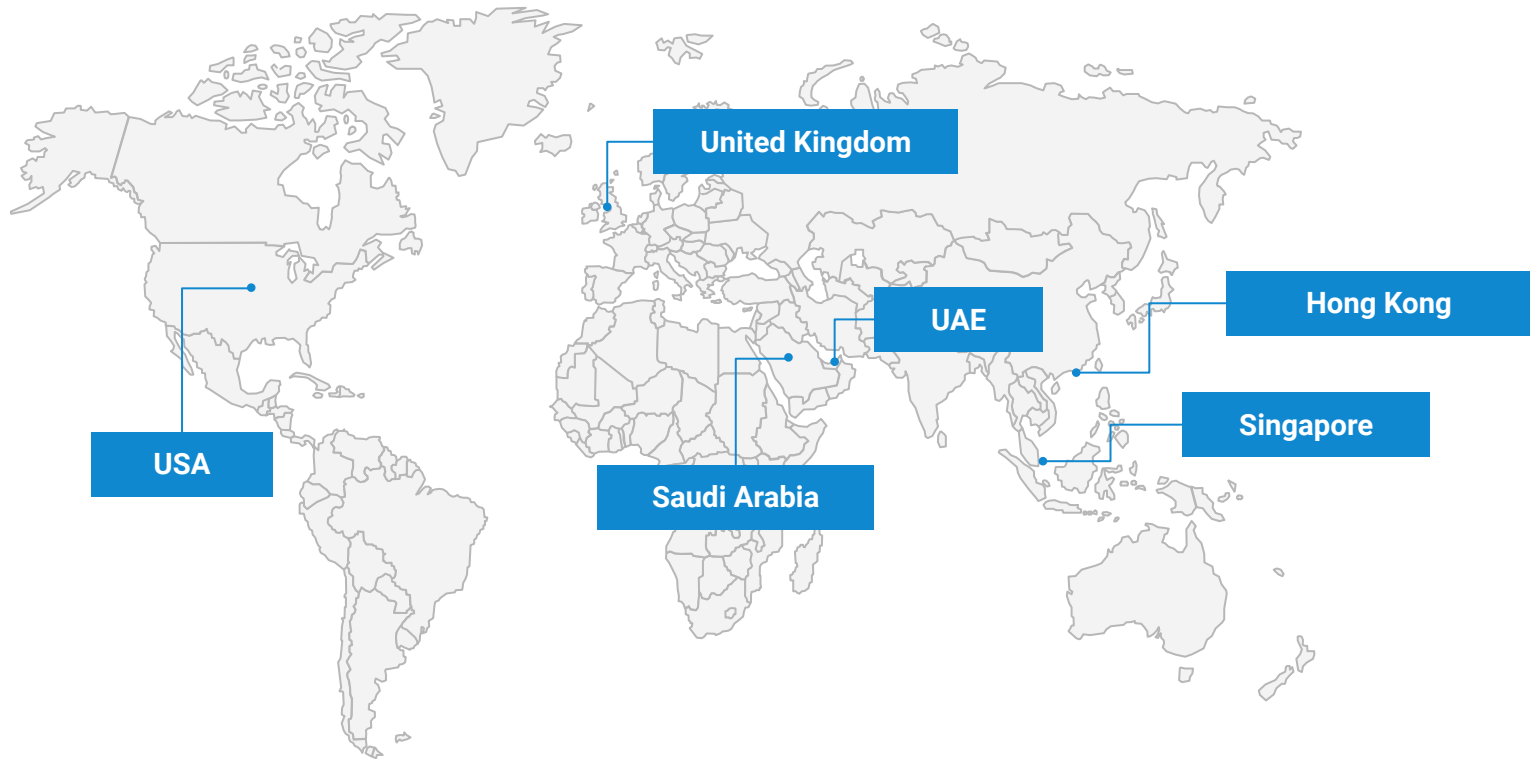 United Kingdom
Hong Kong
UAE
Singapore
USA
Saudi Arabia